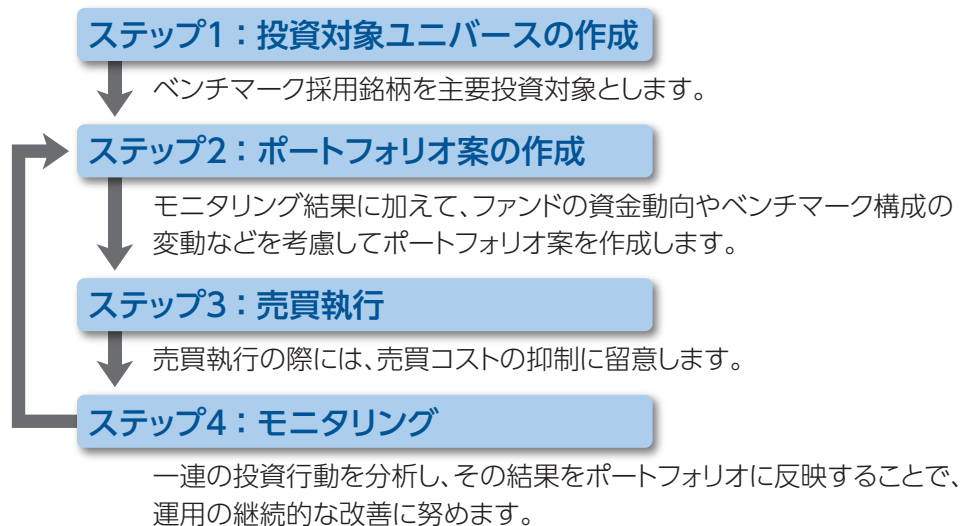 ステップ1：投資対象ユニバースの作成
ベンチマーク採用銘柄を主要投資対象とします。
ステップ2：ポートフォリオ案の作成
モニタリング結果に加えて、ファンドの資金動向やベンチマーク構成の
変動などを考慮してポートフォリオ案を作成します。
ステップ3：売買執行
売買執行の際には、売買コストの抑制に留意します。
ステップ4：モニタリング
一連の投資行動を分析し、その結果をポートフォリオに反映することで、
運用の継続的な改善に努めます。